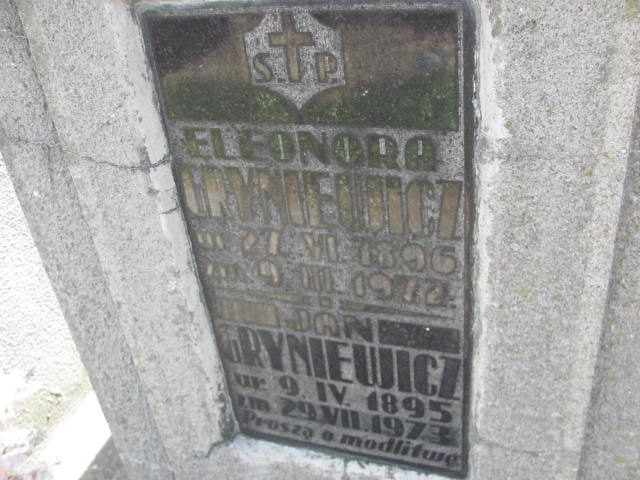 S. P.
ELEONORA
GRYNIEWICZ
ur 27 VI 1896
zm 9 III 1972
i
JAN
GRYNIEWICZ
ur. 9. IV. 1895
zm 29.VII.1973
Proszą o modlitwę